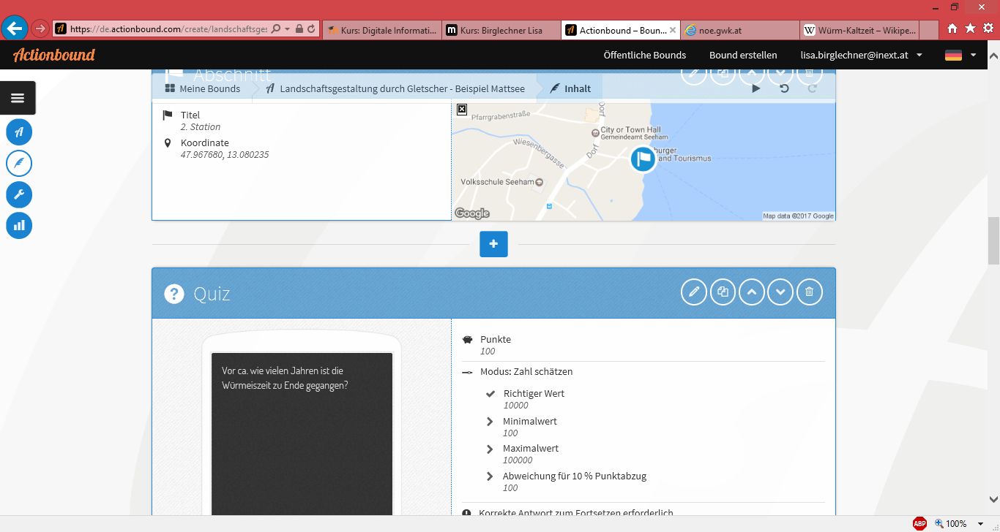 https://de.actionbound.com/create/landschaftsges
Kurs: Digitale Informati...
Kurs: Birglechner Lisa
Actionbound – Boun...
noe.gwk.at
Würm-Kaltzeit – Wikipe...
Actionbound
Öffentliche Bounds
Bound erstellen
lisa.birglechner@inext.at
Abschnitt
Meine Bounds
Landschaftsgestaltung durch Gletscher - Beispiel Mattsee
Inhalt
Titel
2. Station
Koordinate
47.967680, 13.080235
Pfarrgrabenstraße
Dorf
City or Town Hall
Gemeindeamt Seeham
Wiesenbergasse
Dorf
burger
and Tourismus
Volksschule Seeham
Google
Map data ©2017 Google
Quiz
Vor ca. wie vielen Jahren ist die
Würmeiszeit zu Ende gegangen?
Punkte
100
Modus: Zahl schätzen
Richtiger Wert
10000
Minimalwert
100
Maximalwert
100000
Abweichung für 10 % Punktabzug
100
Korrekte Antwort zum Fortsetzen erforderlich
ABP
100%